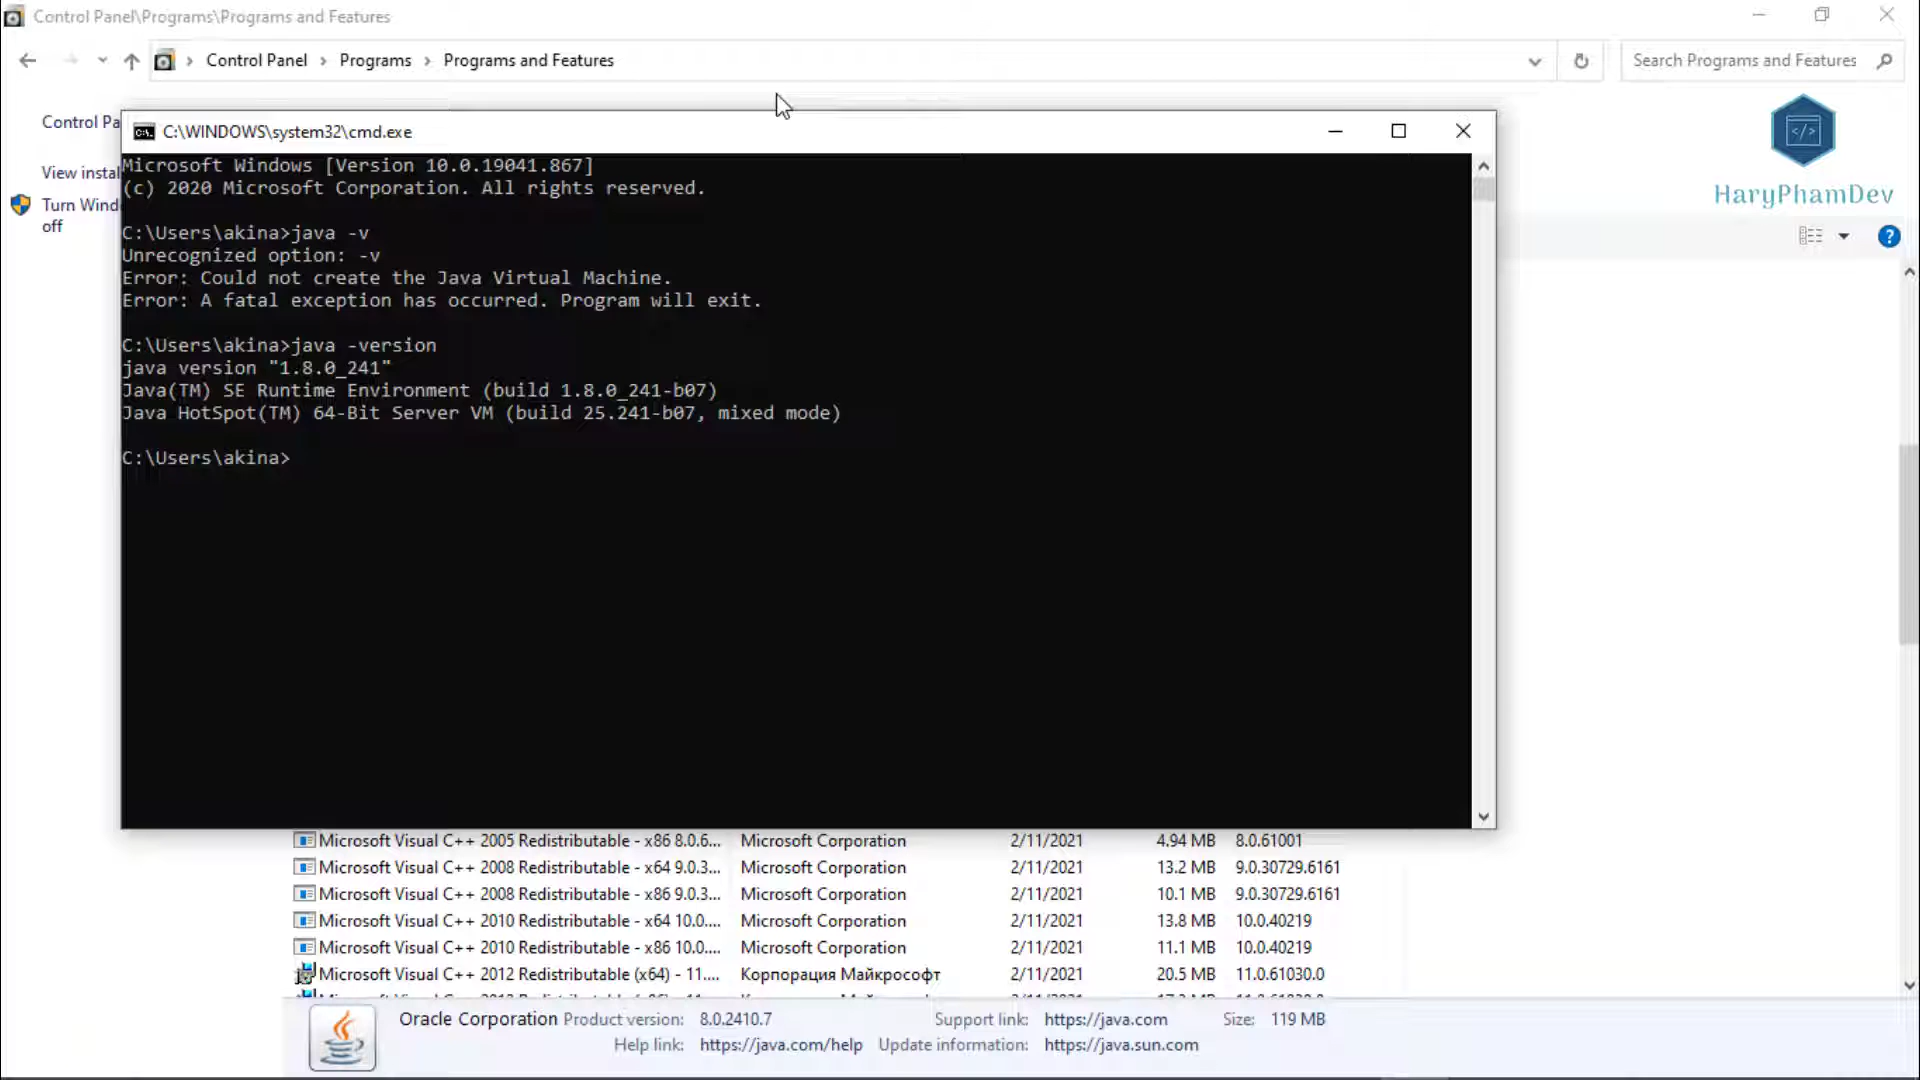 Control Panel\Programs\Programs and Features
Control Panel > Programs > Programs and Features
Search Programs and Features
Control Pa
C:\WINDOWS\system32\cmd.exe
HaryPhamDev
View instal
Turn Wind
off
Microsoft Windows [Version 10.0.19041.867]
(c) 2020 Microsoft Corporation. All rights reserved.
C:\Users\akina>java -v
Unrecognized option: -v
Error: Could not create the Java Virtual Machine.
Error: A fatal exception has occurred. Program will exit.
C:\Users\akina>java -version
java version "1.8.0_241"
Java(TM) SE Runtime Environment (build 1.8.0_241-b07)
Java HotSpot(TM) 64-Bit Server VM (build 25.241-b07, mixed mode)
C:\Users\akina>
Microsoft Visual C++ 2005 Redistributable - x86 8.0.6... Microsoft Corporation 2/11/2021 4.94 MB 8.0.61001
Microsoft Visual C++ 2008 Redistributable - x64 9.0.3... Microsoft Corporation 2/11/2021 13.2 MB 9.0.30729.6161
Microsoft Visual C++ 2008 Redistributable - x86 9.0.3... Microsoft Corporation 2/11/2021 10.1 MB 9.0.30729.6161
Microsoft Visual C++ 2010 Redistributable - x64 10.0.... Microsoft Corporation 2/11/2021 13.8 MB 10.0.40219
Microsoft Visual C++ 2010 Redistributable - x86 10.0.... Microsoft Corporation 2/11/2021 11.1 MB 10.0.40219
Microsoft Visual C++ 2012 Redistributable (x64) - 11.... Корпорация Майкрософт 2/11/2021 20.5 MB 11.0.61030.0
Oracle Corporation Product version: 8.0.2410.7 Support link: https://java.com Size: 119 MB
Help link: https://java.com/help Update information: https://java.sun.com